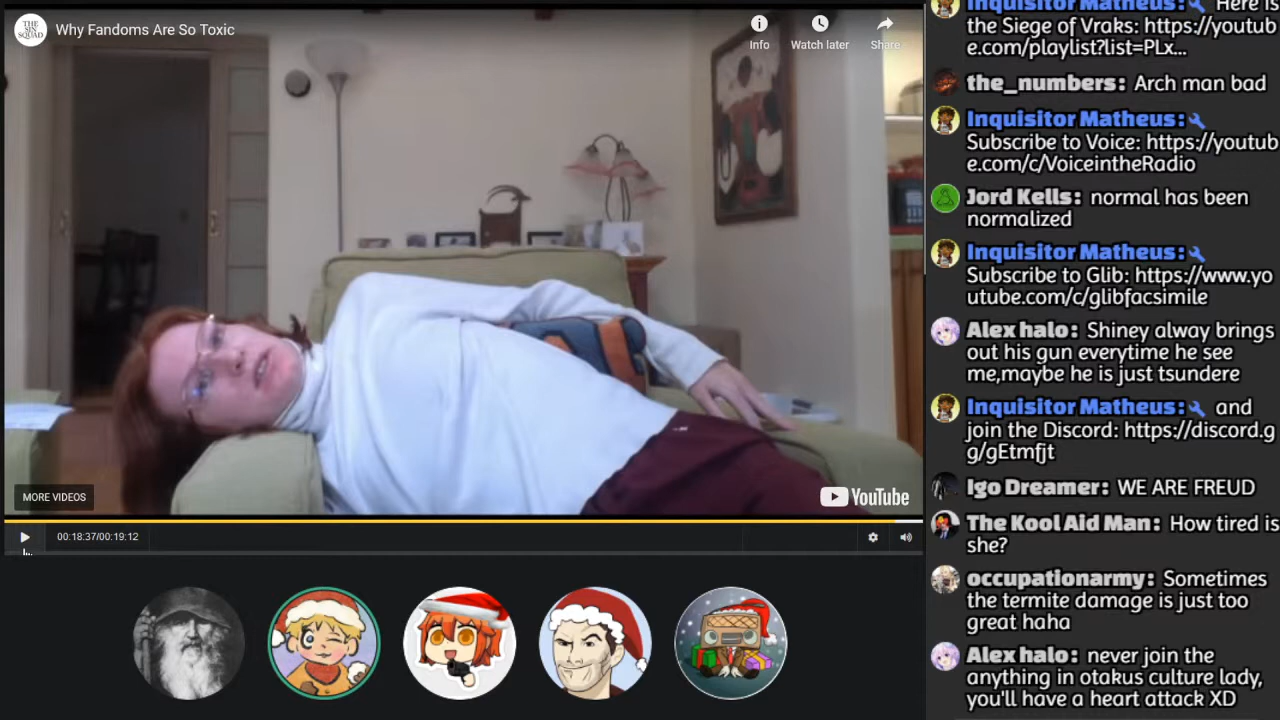 THE
SIN
SQUAD
Why Fandoms Are So Toxic
Info
Watch later
Share
MORE VIDEOS
YouTube
00:18:37/00:19:12
Inquisitor Matheus: Here is
the Siege of Vraks: https://youtub
e.com/playlist?list=PLx...
the_numbers: Arch man bad
Inquisitor Matheus:
Subscribe to Voice: https://youtub
e.com/c/VoiceintheRadio
Jord Kells: normal has been
normalized
Inquisitor Matheus:
Subscribe to Glib: https://www.yo
utube.com/c/glibfacsimile
Alex halo: Shiney alway brings
out his gun everytime he see
me,maybe he is just tsundere
Inquisitor Matheus: and
join the Discord: https://discord.g
g/gEtmfjt
Igo Dreamer: WE ARE FREUD
The Kool Aid Man: How tired is
she?
occupationarmy: Sometimes
the termite damage is just too
great haha
Alex halo: never join the
anything in otakus culture lady,
you'll have a heart attack XD